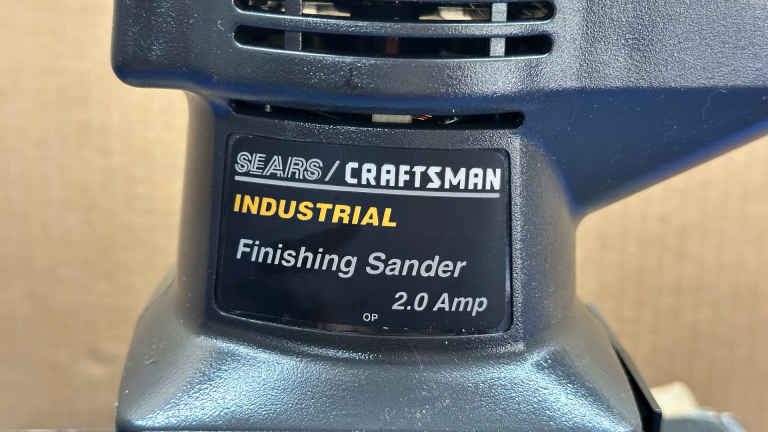 SEARS / CRAFTSMAN
INDUSTRIAL
Finishing Sander
2.0 Amp
OP